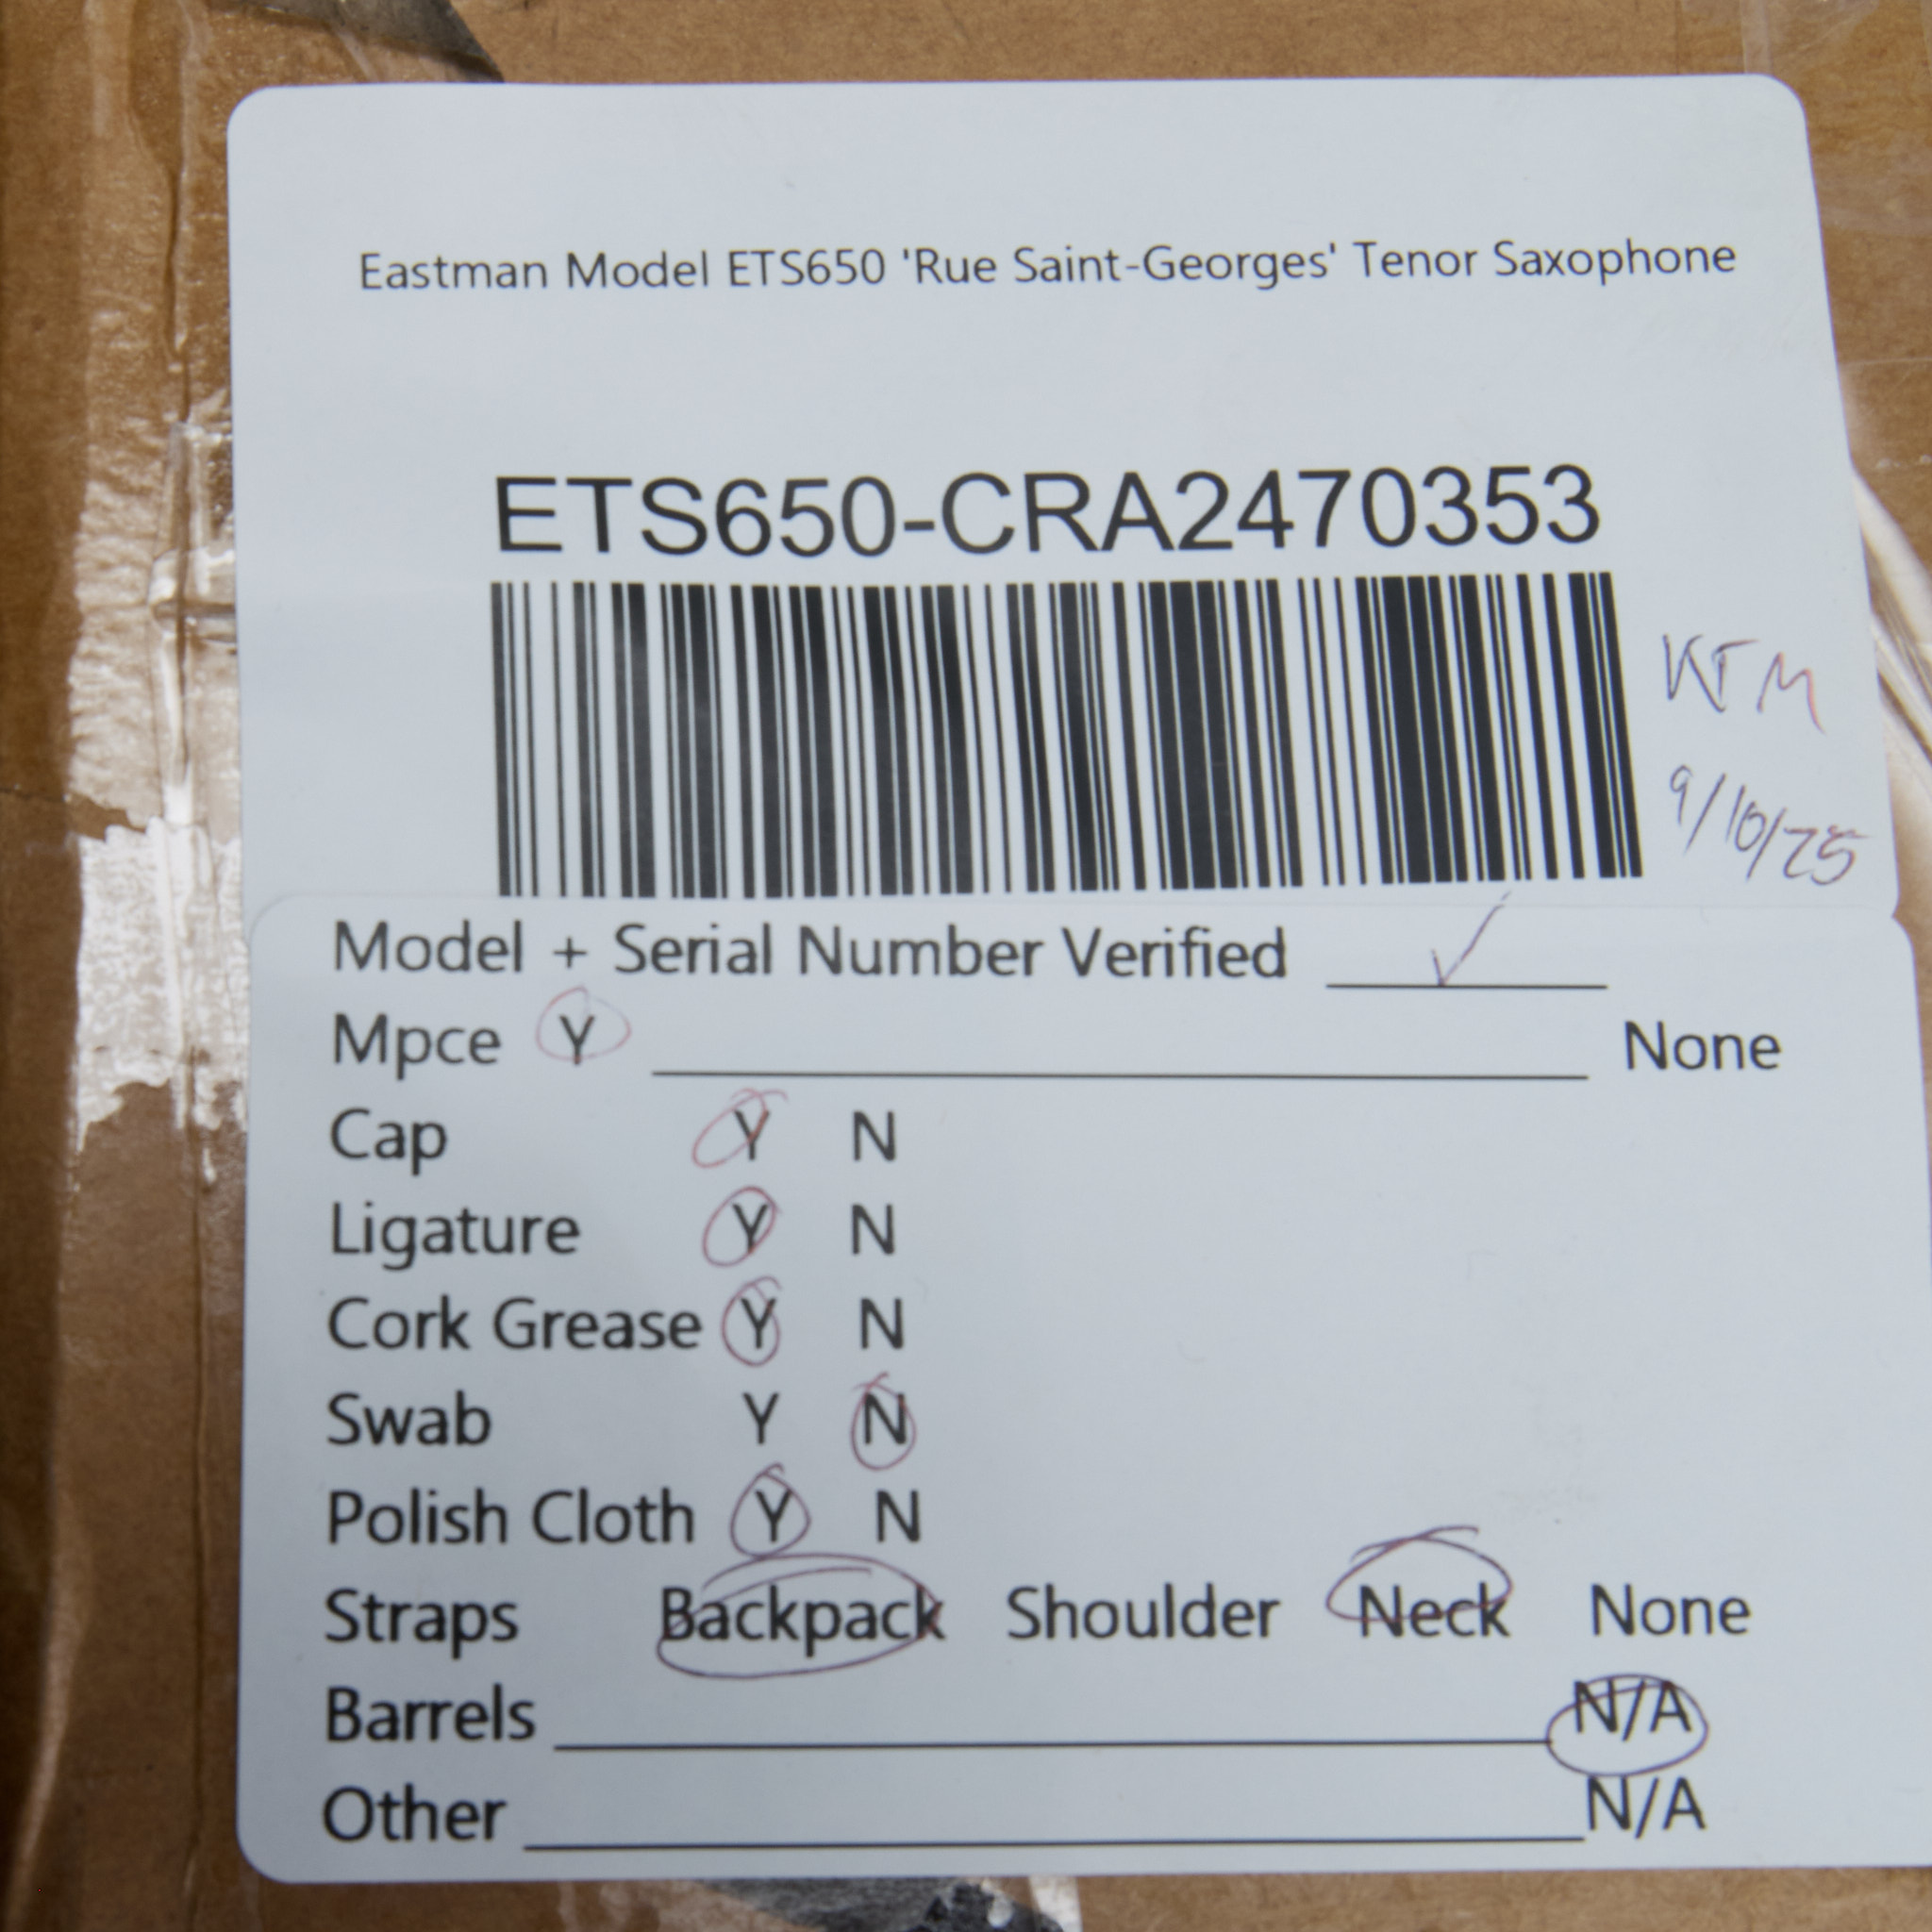 Eastman Model ETS650 'Rue Saint-Georges' Tenor Saxophone
ETS650-CRA2470353
KTM
9/10/25
Model + Serial Number Verified ✓
Mpce Y None
Cap Y N
Ligature Y N
Cork Grease Y N
Swab Y N
Polish Cloth Y N
Straps Backpack Shoulder Neck None
Barrels N/A
Other N/A